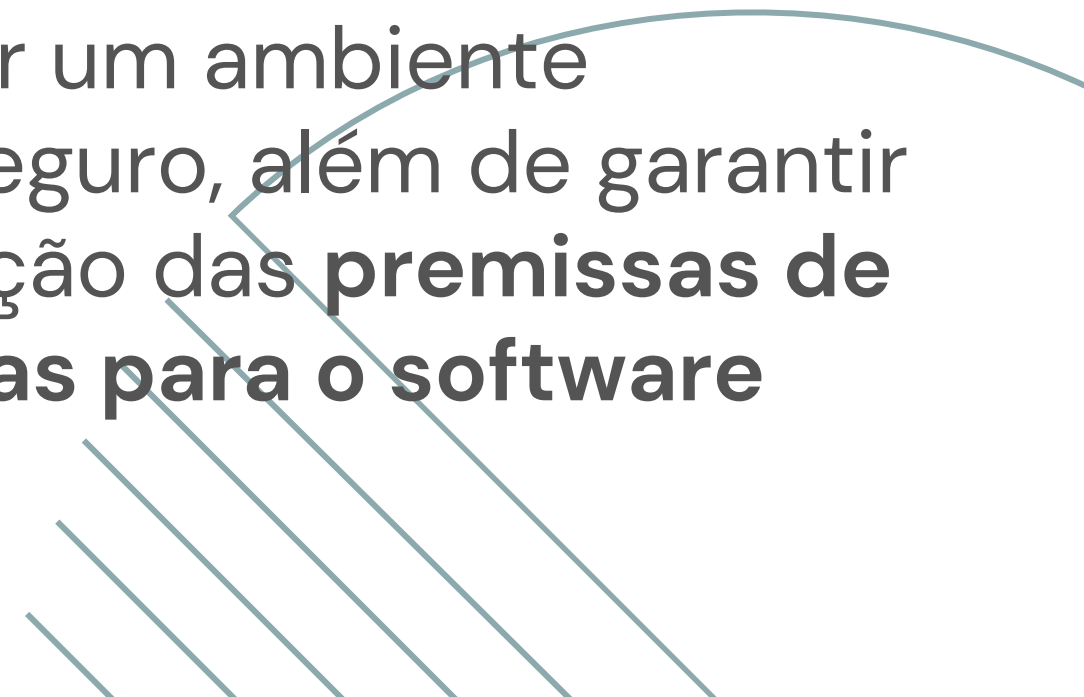 r um ambiente
eguro, além de garantir
ção das premissas de
as para o software